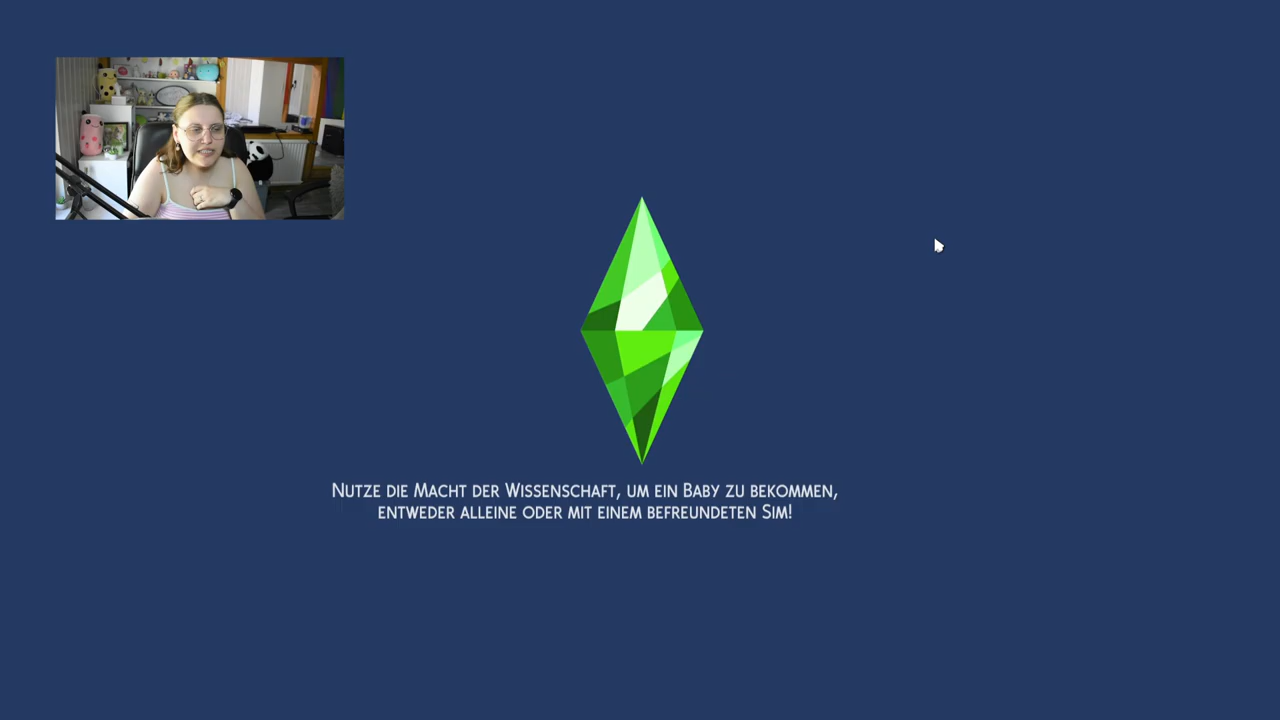 Nutze die Macht der Wissenschaft, um ein Baby zu bekommen,
entweder alleine oder mit einem befreundeten Sim!